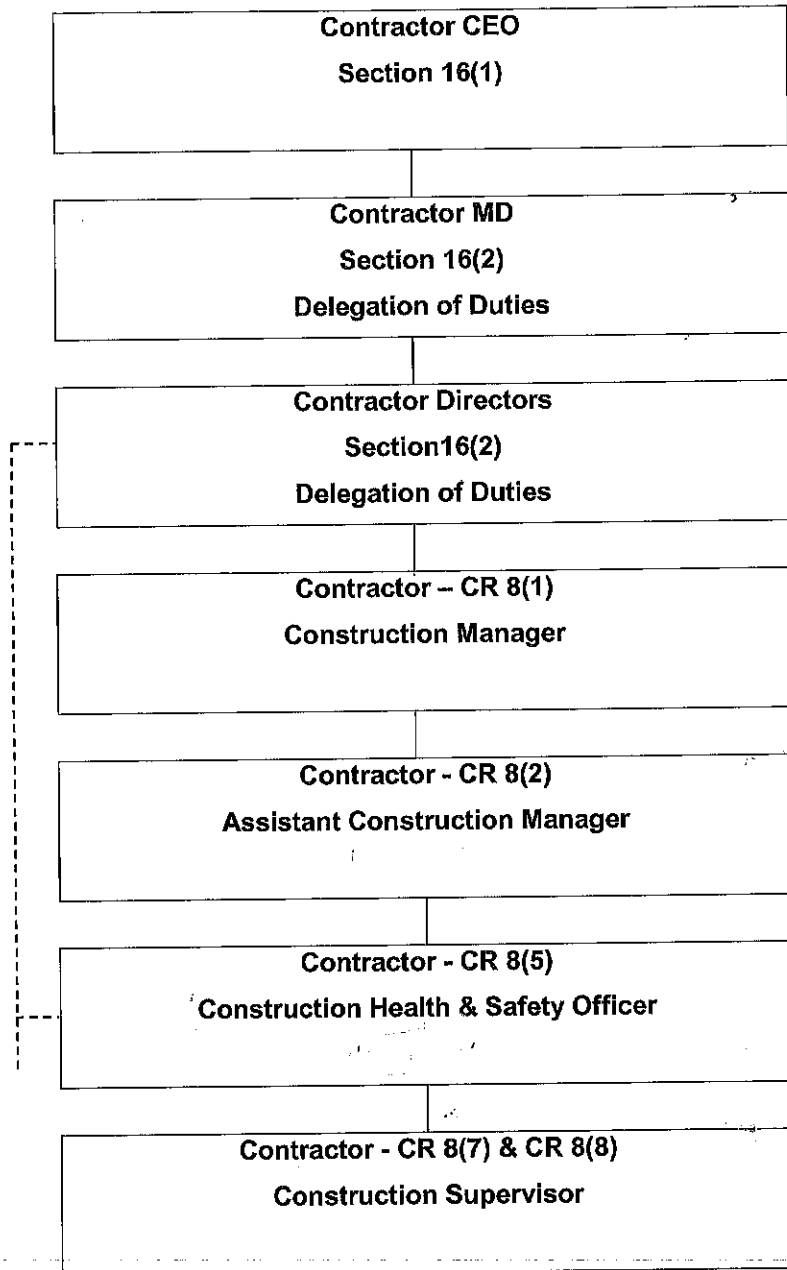 Contractor CEO
Section 16(1)
Contractor MD
Section 16(2)
Delegation of Duties
Contractor Directors
Section16(2)
Delegation of Duties
Contractor – CR 8(1)
Construction Manager
Contractor - CR 8(2)
Assistant Construction Manager
Contractor - CR 8(5)
Construction Health & Safety Officer
Contractor - CR 8(7) & CR 8(8)
Construction Supervisor